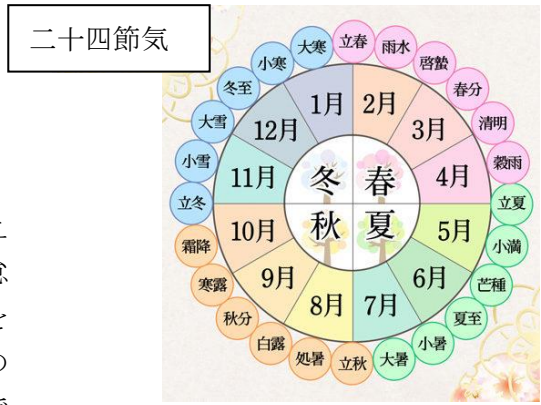 二十四節気
立春
雨水
啓蟄
春分
清明
穀雨
立夏
小満
芒種
夏至
小暑
大暑
立秋
処暑
白露
秋分
寒露
霜降
立冬
小雪
大雪
冬至
小寒
大寒
1月
2月
3月
4月
5月
6月
7月
8月
9月
10月
11月
12月
冬
春
秋
夏